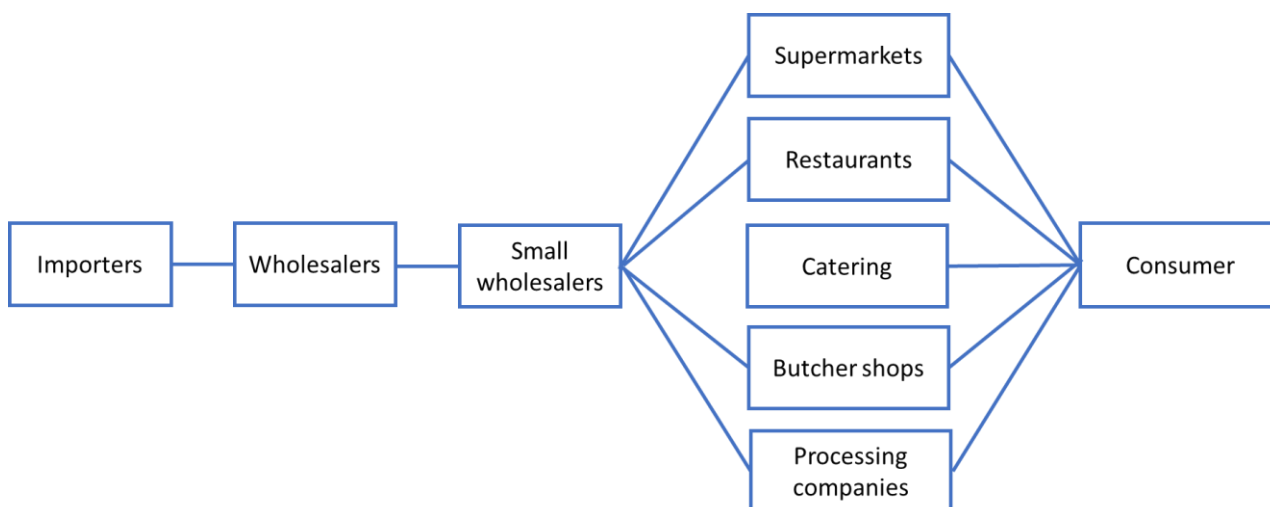 Supermarkets
Restaurants
Importers
Wholesalers
Small
wholesalers
Catering
Consumer
Butcher shops
Processing
companies